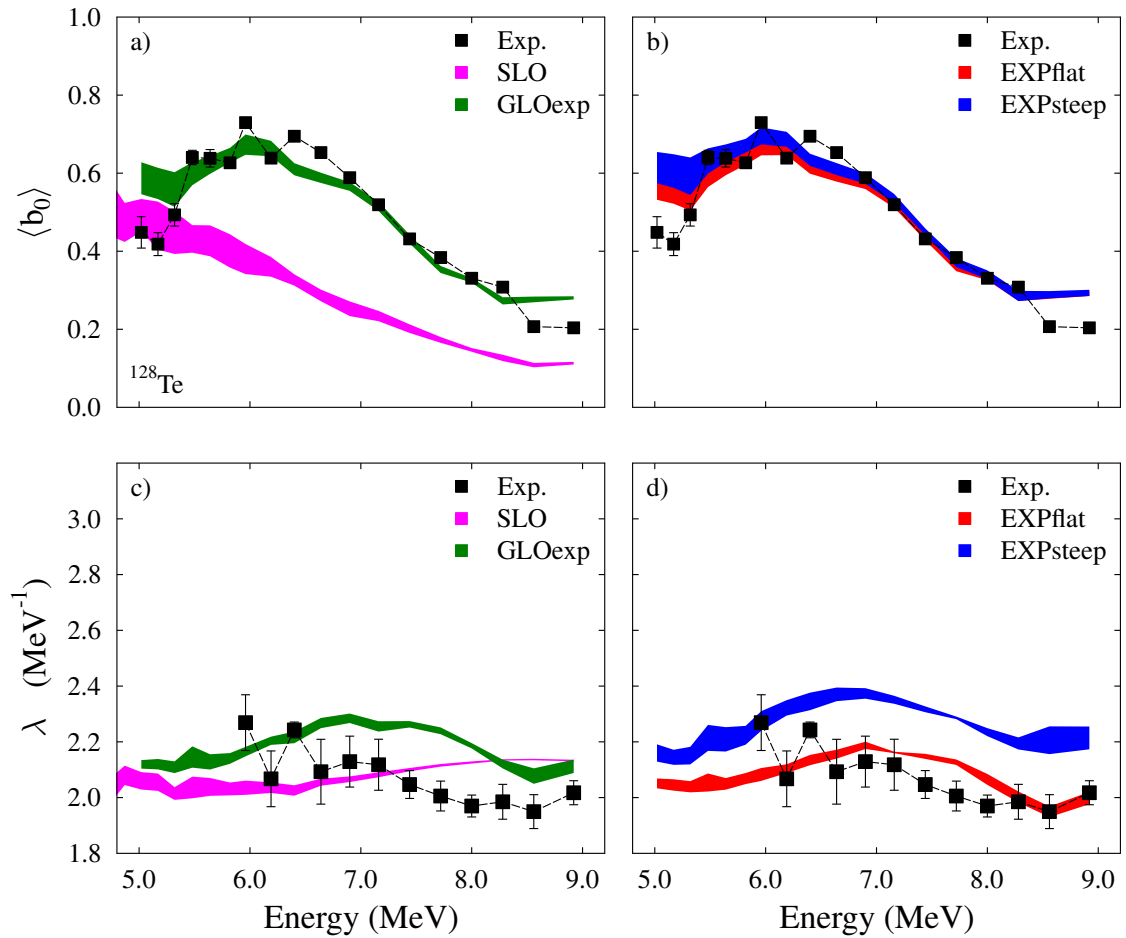 a)
Exp.
SLO
GLOexp
1.0
0.8
0.6
0.4
0.2
0.0
⟨b₀⟩
¹²⁸Te
b)
Exp.
EXPflat
EXPsteep
c)
Exp.
SLO
GLOexp
3.0
2.8
2.6
2.4
2.2
2.0
1.8
λ (MeV⁻¹)
5.0 6.0 7.0 8.0 9.0
Energy (MeV)
d)
Exp.
EXPflat
EXPsteep
5.0 6.0 7.0 8.0 9.0
Energy (MeV)